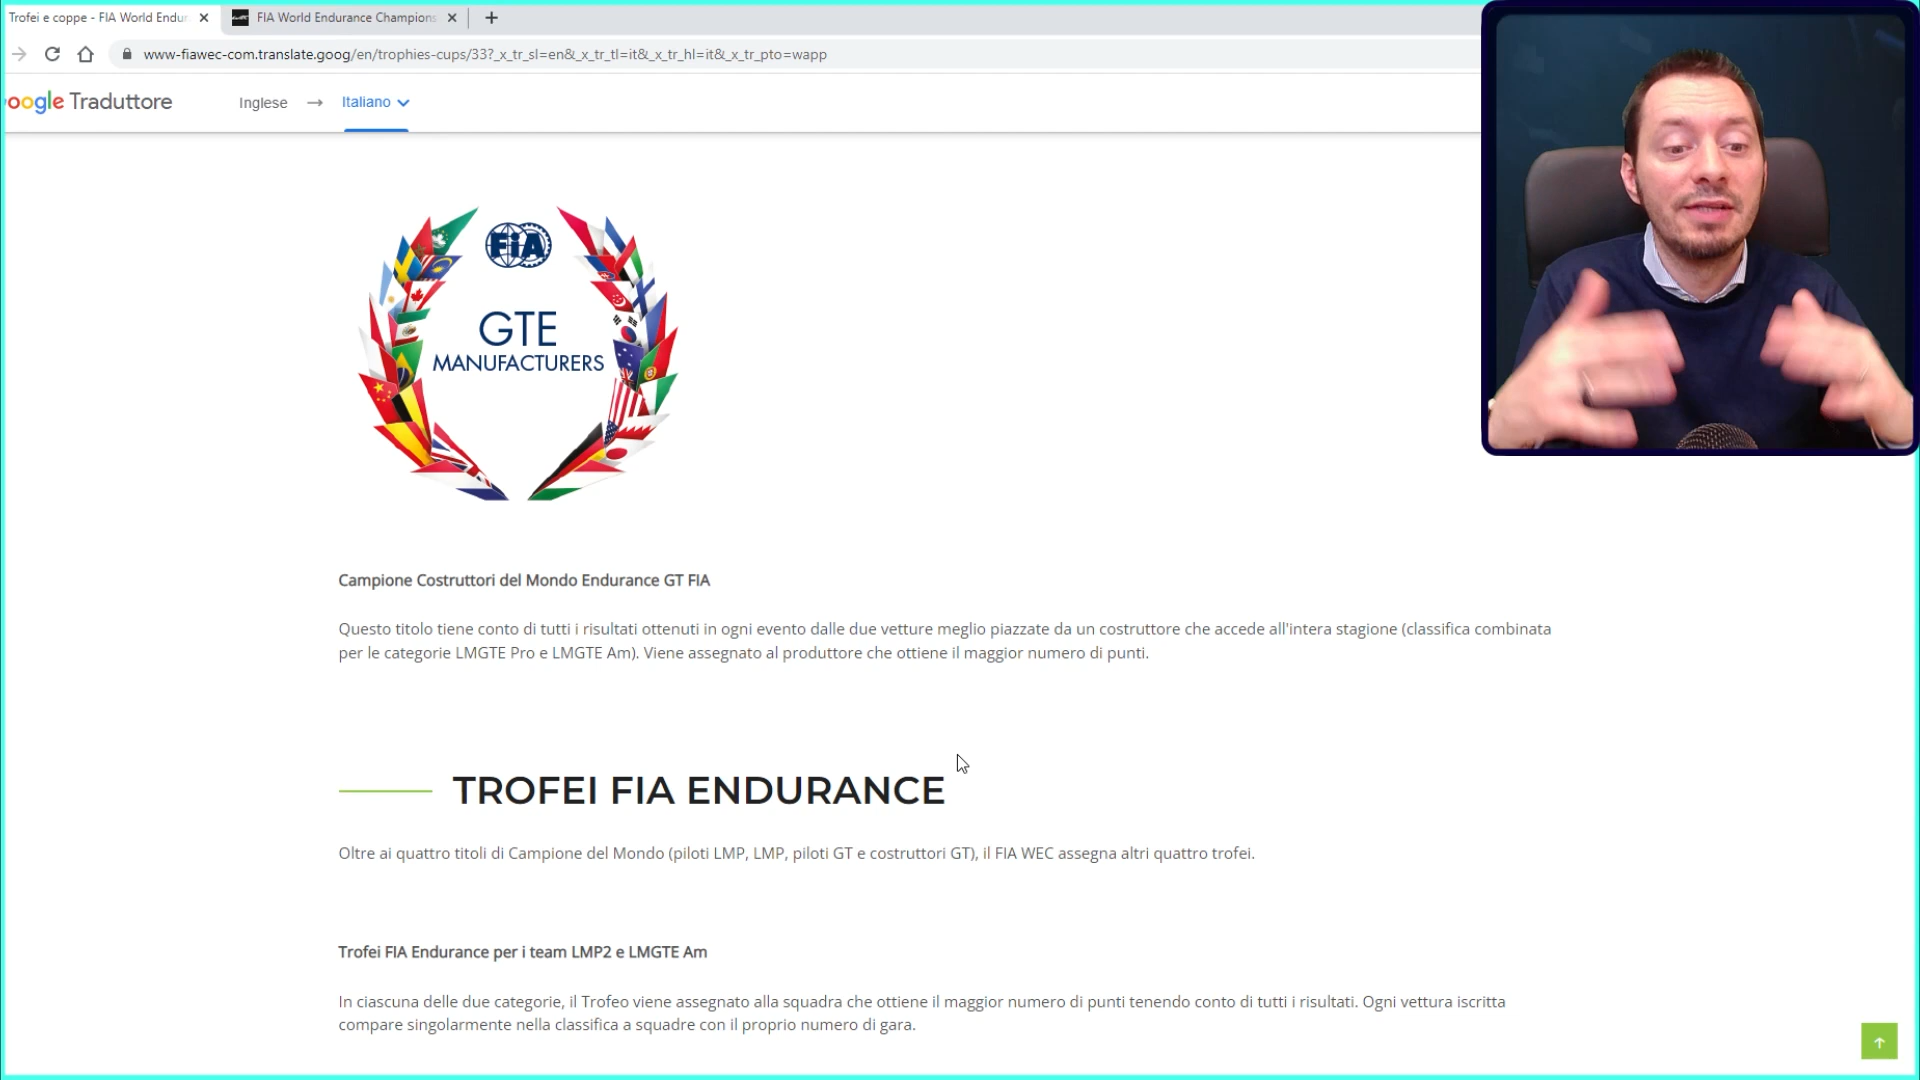 Trofei e coppe - FIA World Endur
FIA World Endurance Champions
www-fiawec-com.translate.goog/en/trophies-cups/33?_x_tr_sl=en&_x_tr_tl=it&_x_tr_hl=it&_x_tr_pto=wapp
oogle Traduttore
Inglese → Italiano
FiA
GTE
MANUFACTURERS
Campione Costruttori del Mondo Endurance GT FIA
Questo titolo tiene conto di tutti i risultati ottenuti in ogni evento dalle due vetture meglio piazzate da un costruttore che accede all'intera stagione (classifica combinata
per le categorie LMGTE Pro e LMGTE Am). Viene assegnato al produttore che ottiene il maggior numero di punti.
TROFEI FIA ENDURANCE
Oltre ai quattro titoli di Campione del Mondo (piloti LMP, LMP, piloti GT e costruttori GT), il FIA WEC assegna altri quattro trofei.
Trofei FIA Endurance per i team LMP2 e LMGTE Am
In ciascuna delle due categorie, il Trofeo viene assegnato alla squadra che ottiene il maggior numero di punti tenendo conto di tutti i risultati. Ogni vettura iscritta
compare singolarmente nella classifica a squadre con il proprio numero di gara.